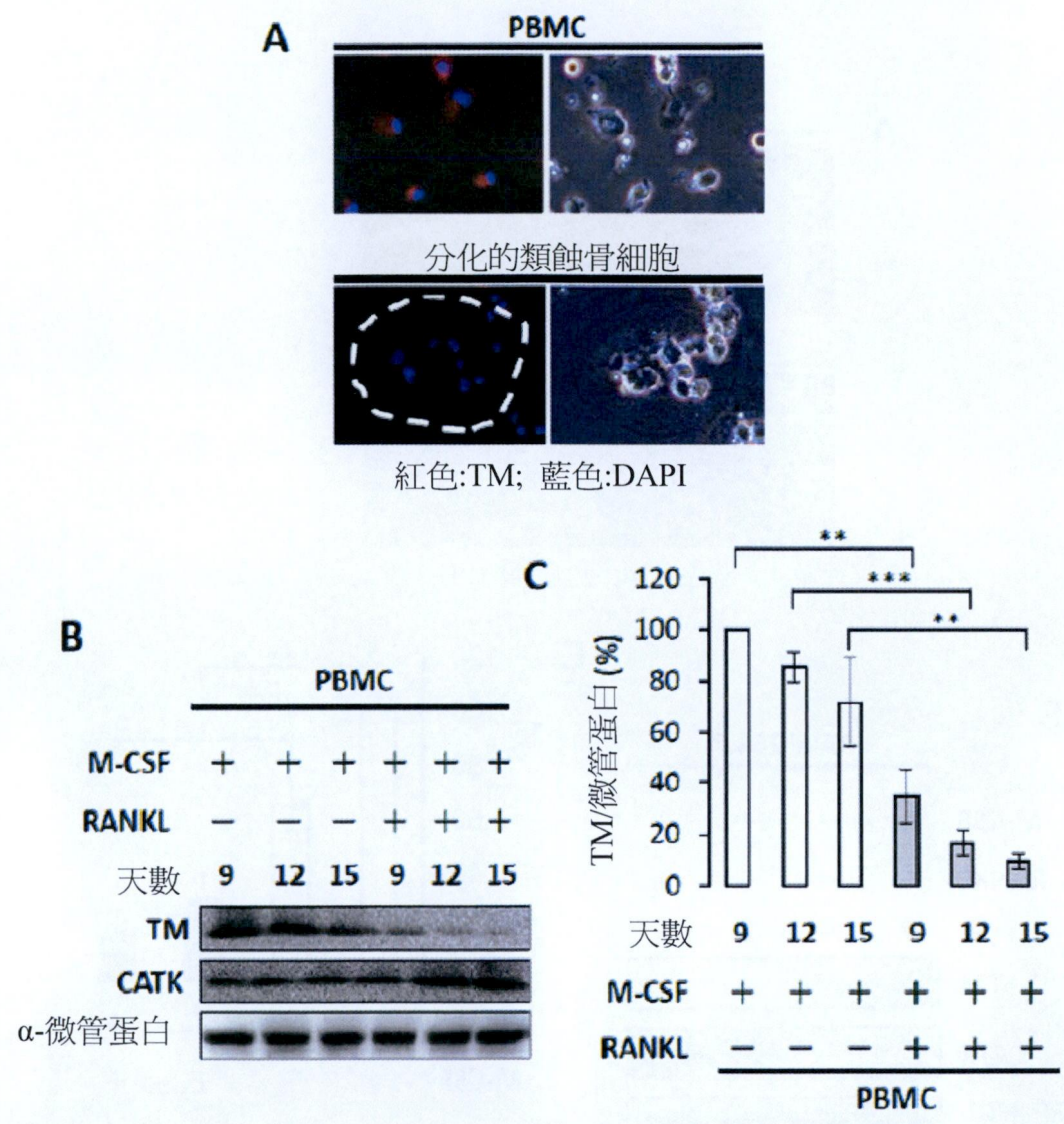 A
PBMC
分化的類蝕骨細胞
紅色:TM; 藍色:DAPI
B
PBMC
M-CSF + + + + + +
RANKL − − − + + +
天數 9 12 15 9 12 15
TM
CATK
α-微管蛋白
C
** 
***
**
TM/微管蛋白 (%)
120
100
80
60
40
20
0
天數 9 12 15 9 12 15
M-CSF + + + + + +
RANKL − − − + + +
PBMC